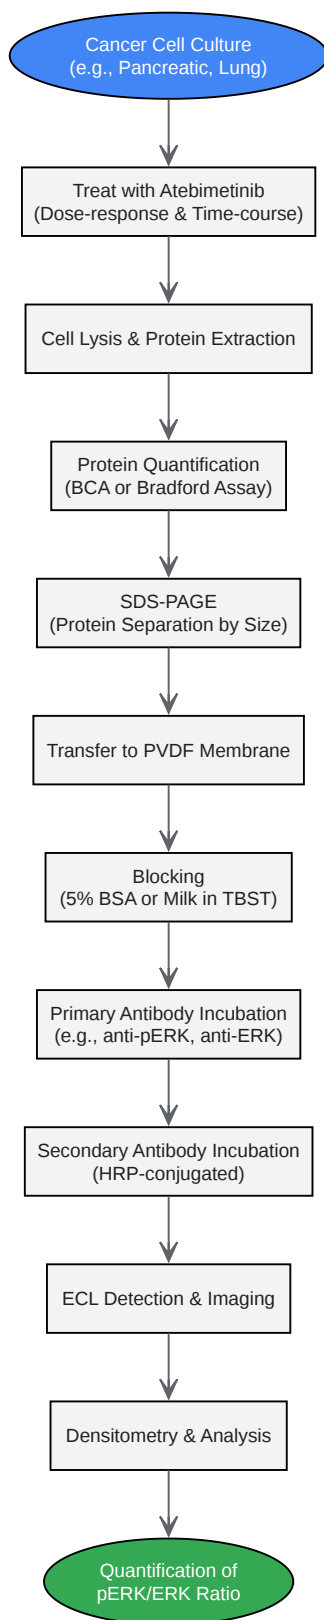 Cancer Cell Culture
(e.g., Pancreatic, Lung)
Treat with Atebimetinib
(Dose-response & Time-course)
Cell Lysis & Protein Extraction
Protein Quantification
(BCA or Bradford Assay)
SDS-PAGE
(Protein Separation by Size)
Transfer to PVDF Membrane
Blocking
(5% BSA or Milk in TBST)
Primary Antibody Incubation
(e.g., anti-pERK, anti-ERK)
Secondary Antibody Incubation
(HRP-conjugated)
ECL Detection & Imaging
Densitometry & Analysis
Quantification of
pERK/ERK Ratio